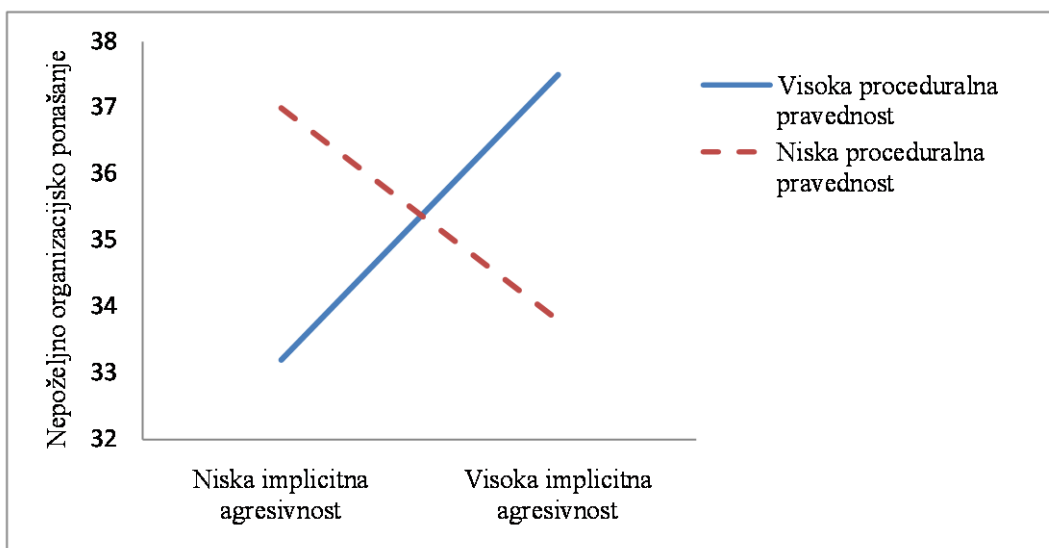 Nepoželjno organizacijsko ponašanje
38
37
36
35
34
33
32
Niska implicitna
agresivnost
Visoka implicitna
agresivnost
Visoka proceduralna
pravednost
Niska proceduralna
pravednost